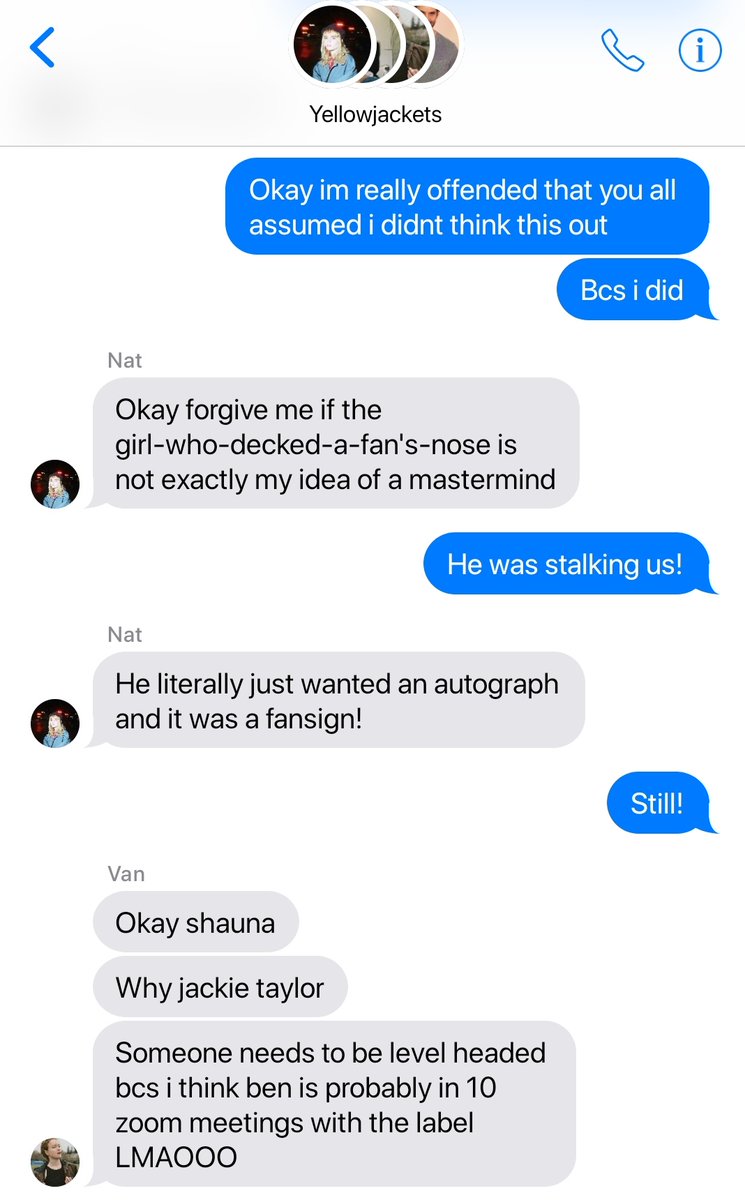 Yellowjackets
Okay im really offended that you all
assumed i didnt think this out
Bcs i did
Nat
Okay forgive me if the
girl-who-decked-a-fan's-nose is
not exactly my idea of a mastermind
He was stalking us!
Nat
He literally just wanted an autograph
and it was a fansign!
Still!
Van
Okay shauna
Why jackie taylor
Someone needs to be level headed
bcs i think ben is probably in 10
zoom meetings with the label
LMAOOO